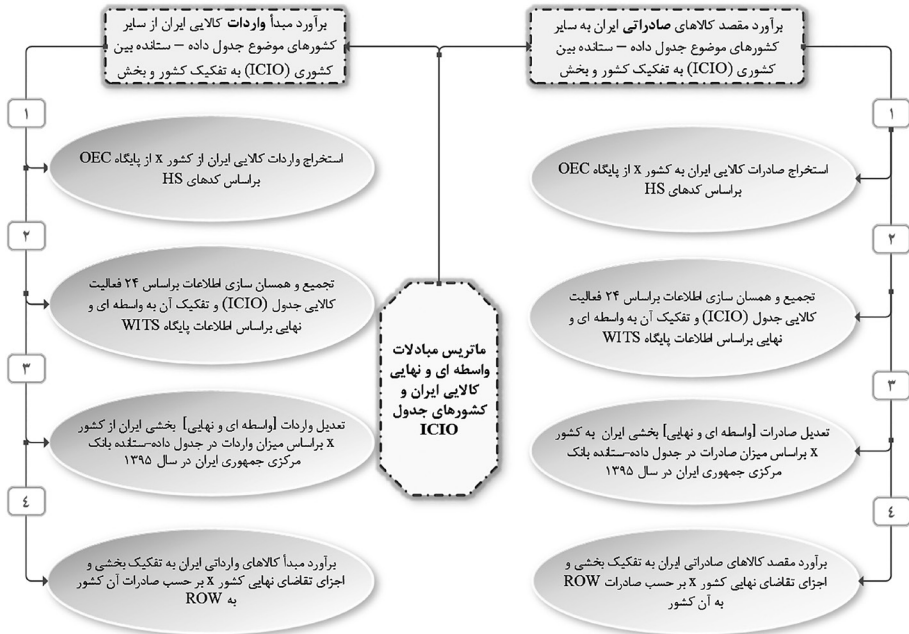 برآورد مقصد کالاهای صادراتی ایران به سایر
کشورهای موضوع جدول داده – ستانده بین
کشوری (ICIO) به تفکیک کشور و بخش
۱
استخراج صادرات کالایی ایران به کشور x از پایگاه OEC
براساس کدهای HS
۲
تجمیع و همسان سازی اطلاعات براساس ۲۴ فعالیت
کالایی جدول (ICIO) و تفکیک آن به واسطه ای و
نهایی براساس اطلاعات پایگاه WITS
۳
تعدیل صادرات [واسطه ای و نهایی] بخشی ایران به کشور
x براساس میزان صادرات در جدول داده-ستانده بانک
مرکزی جمهوری ایران در سال ۱۳۹۵
٤
برآورد مقصد کالاهای صادراتی ایران به تفکیک بخشی و
اجزای تقاضای نهایی کشور x بر حسب صادرات ROW
به آن کشور
ماتریس مبادلات
واسطه ای و نهایی
کالایی ایران و
کشورهای جدول
ICIO
برآورد مبدأ واردات کالایی ایران از سایر
کشورهای موضوع جدول داده – ستانده بین
کشوری (ICIO) به تفکیک کشور و بخش
۱
استخراج واردات کالایی ایران از کشور x از پایگاه OEC
براساس کدهای HS
۲
تجمیع و همسان سازی اطلاعات براساس ۲۴ فعالیت
کالایی جدول (ICIO) و تفکیک آن به واسطه ای و
نهایی براساس اطلاعات پایگاه WITS
۳
تعدیل واردات [واسطه ای و نهایی] بخشی ایران از کشور
x براساس میزان واردات در جدول داده-ستانده بانک
مرکزی جمهوری ایران در سال ۱۳۹۵
٤
برآورد مبدأ کالاهای وارداتی ایران به تفکیک بخشی و
اجزای تقاضای نهایی کشور x بر حسب صادرات آن کشور
به ROW